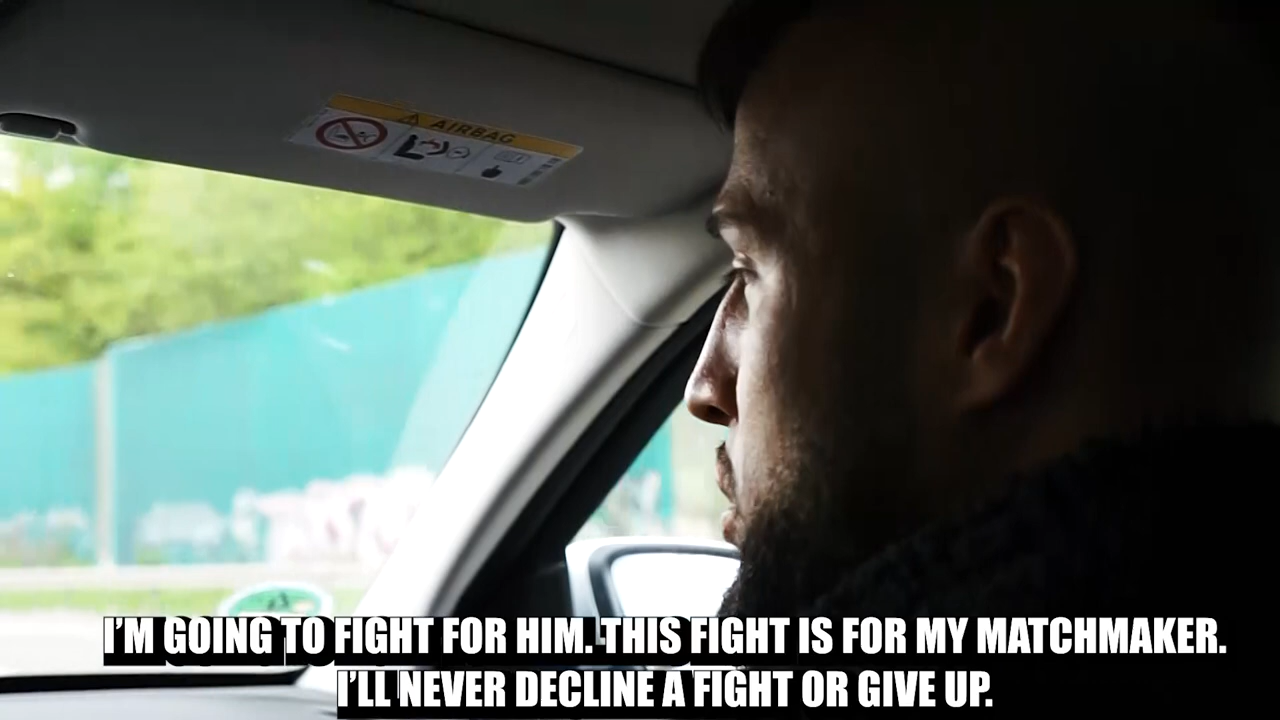 AIRBAG
I'M GOING TO FIGHT FOR HIM. THIS FIGHT IS FOR MY MATCHMAKER.
I'LL NEVER DECLINE A FIGHT OR GIVE UP.